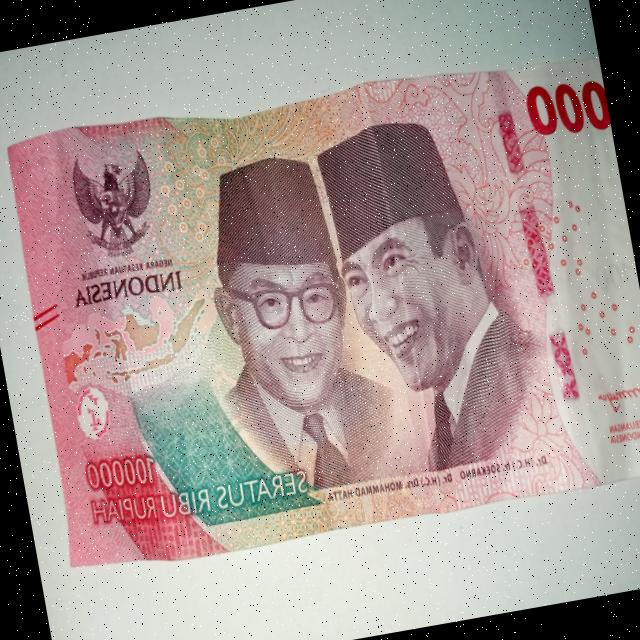 000
NEGARA KESATUAN REPUBLIK
INDONESIA
100000
SERATUS RIBU RUPIAH
Dr. (H.C.) Ir. SOEKARNO
Dr. (H.C.) Drs. MOHAMMAD HATTA